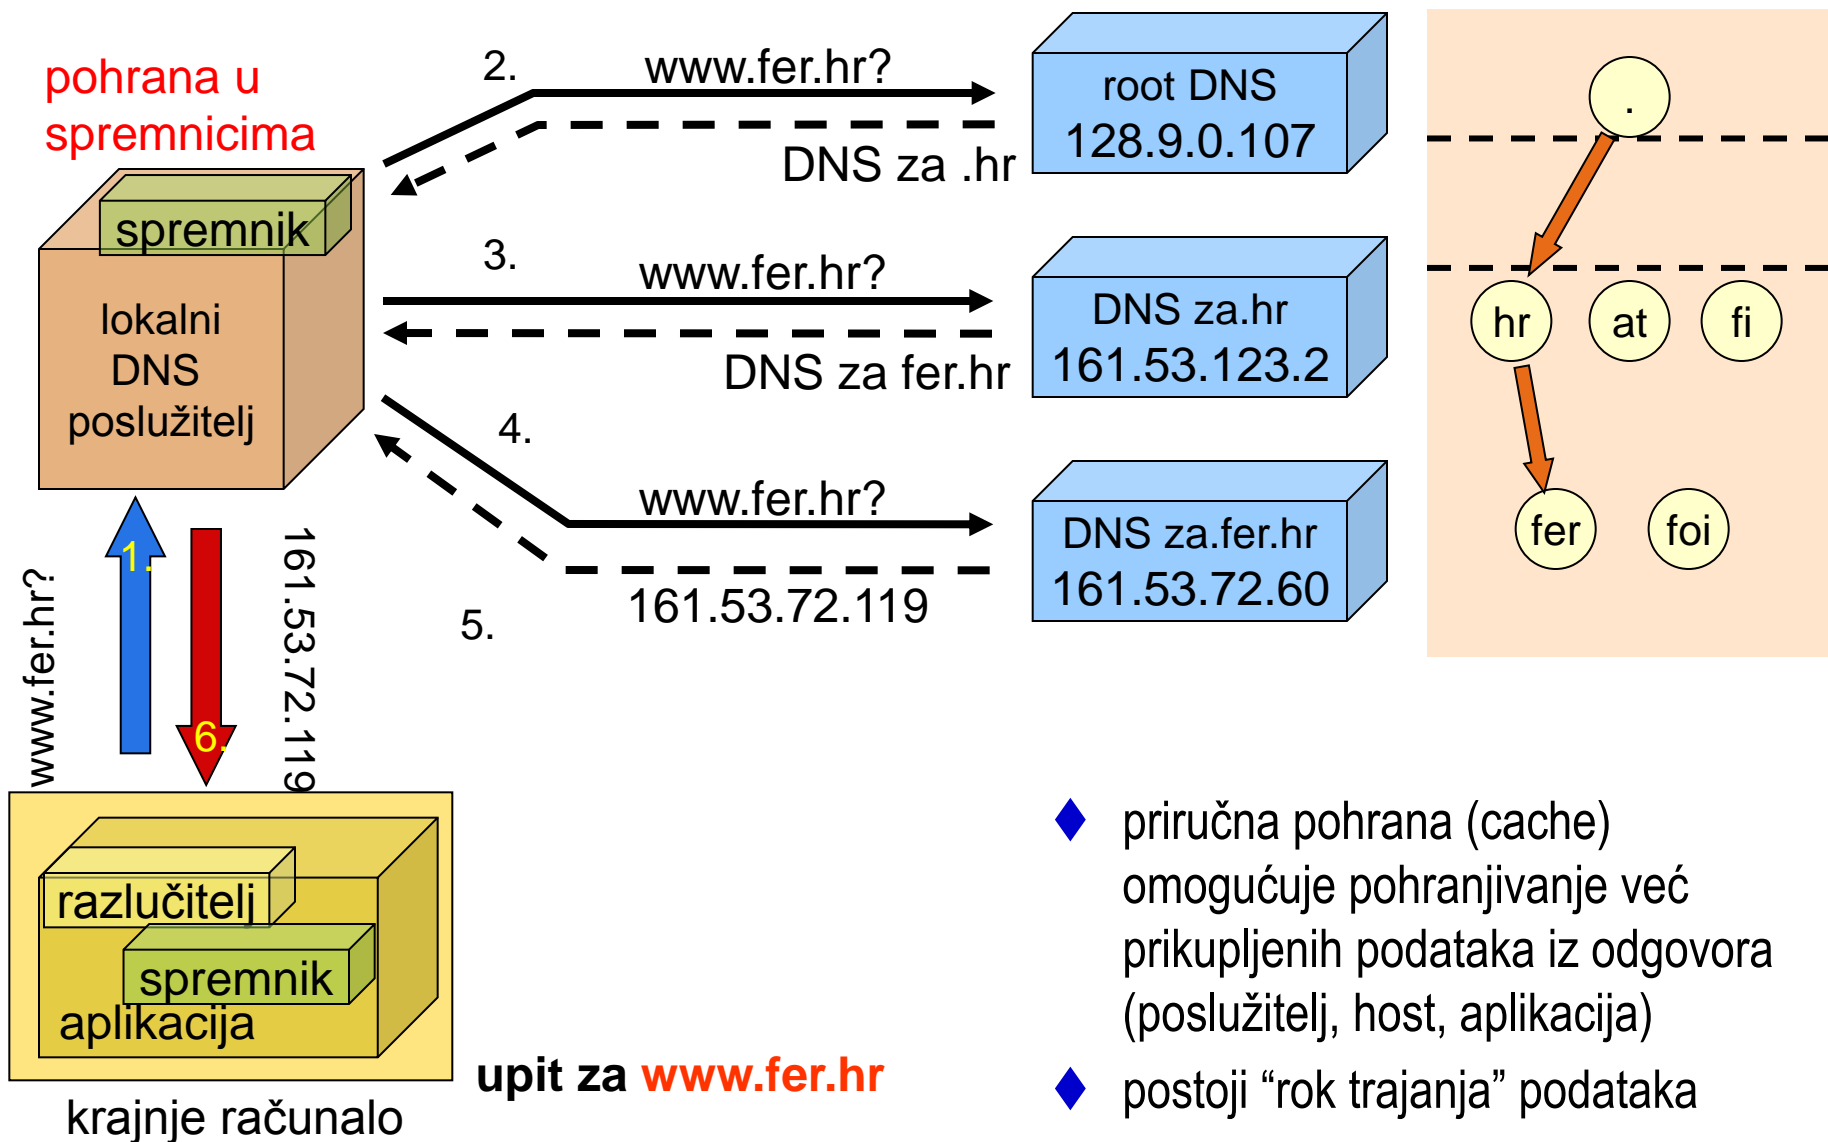 pohrana u
spremnicima
spremnik
lokalni
DNS
poslužitelj
2.
www.fer.hr?
DNS za .hr
root DNS
128.9.0.107
3.
www.fer.hr?
DNS za fer.hr
DNS za.hr
161.53.123.2
4.
www.fer.hr?
5.
161.53.72.119
DNS za.fer.hr
161.53.72.60
.
hr
at
fi
fer
foi
www.fer.hr?
1.
6.
161.53.72.119
razlučitelj
spremnik
aplikacija
krajnje računalo
upit za www.fer.hr
priručna pohrana (cache)
omogućuje pohranjivanje već
prikupljenih podataka iz odgovora
(poslužitelj, host, aplikacija)
postoji “rok trajanja” podataka